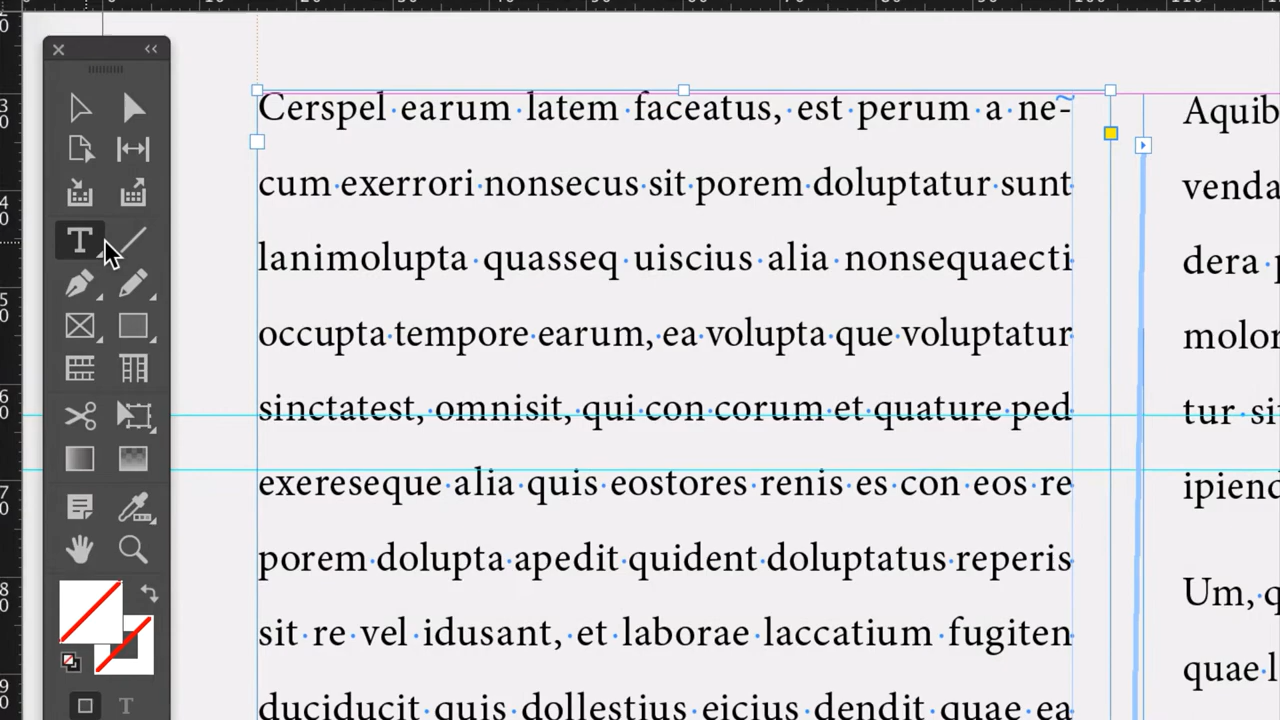 Cerspel earum latem faceatus, est perum a ne-
cum exerrori nonsecus sit porem doluptatur sunt
lanimolupta quasseq uiscius alia nonsequaecti
occupta tempore earum, ea volupta que voluptatur
sinctatest, omnisit, qui con corum et quature ped
exereseque alia quis eostores renis es con eos re
porem dolupta apedit quident doluptatus reperis
sit re vel idusant, et laborae laccatium fugiten
duciducit quis dollestius eicius dendit quae ea
Aquib
venda
dera
molor
tur si
ipiend
Um, q
quae l